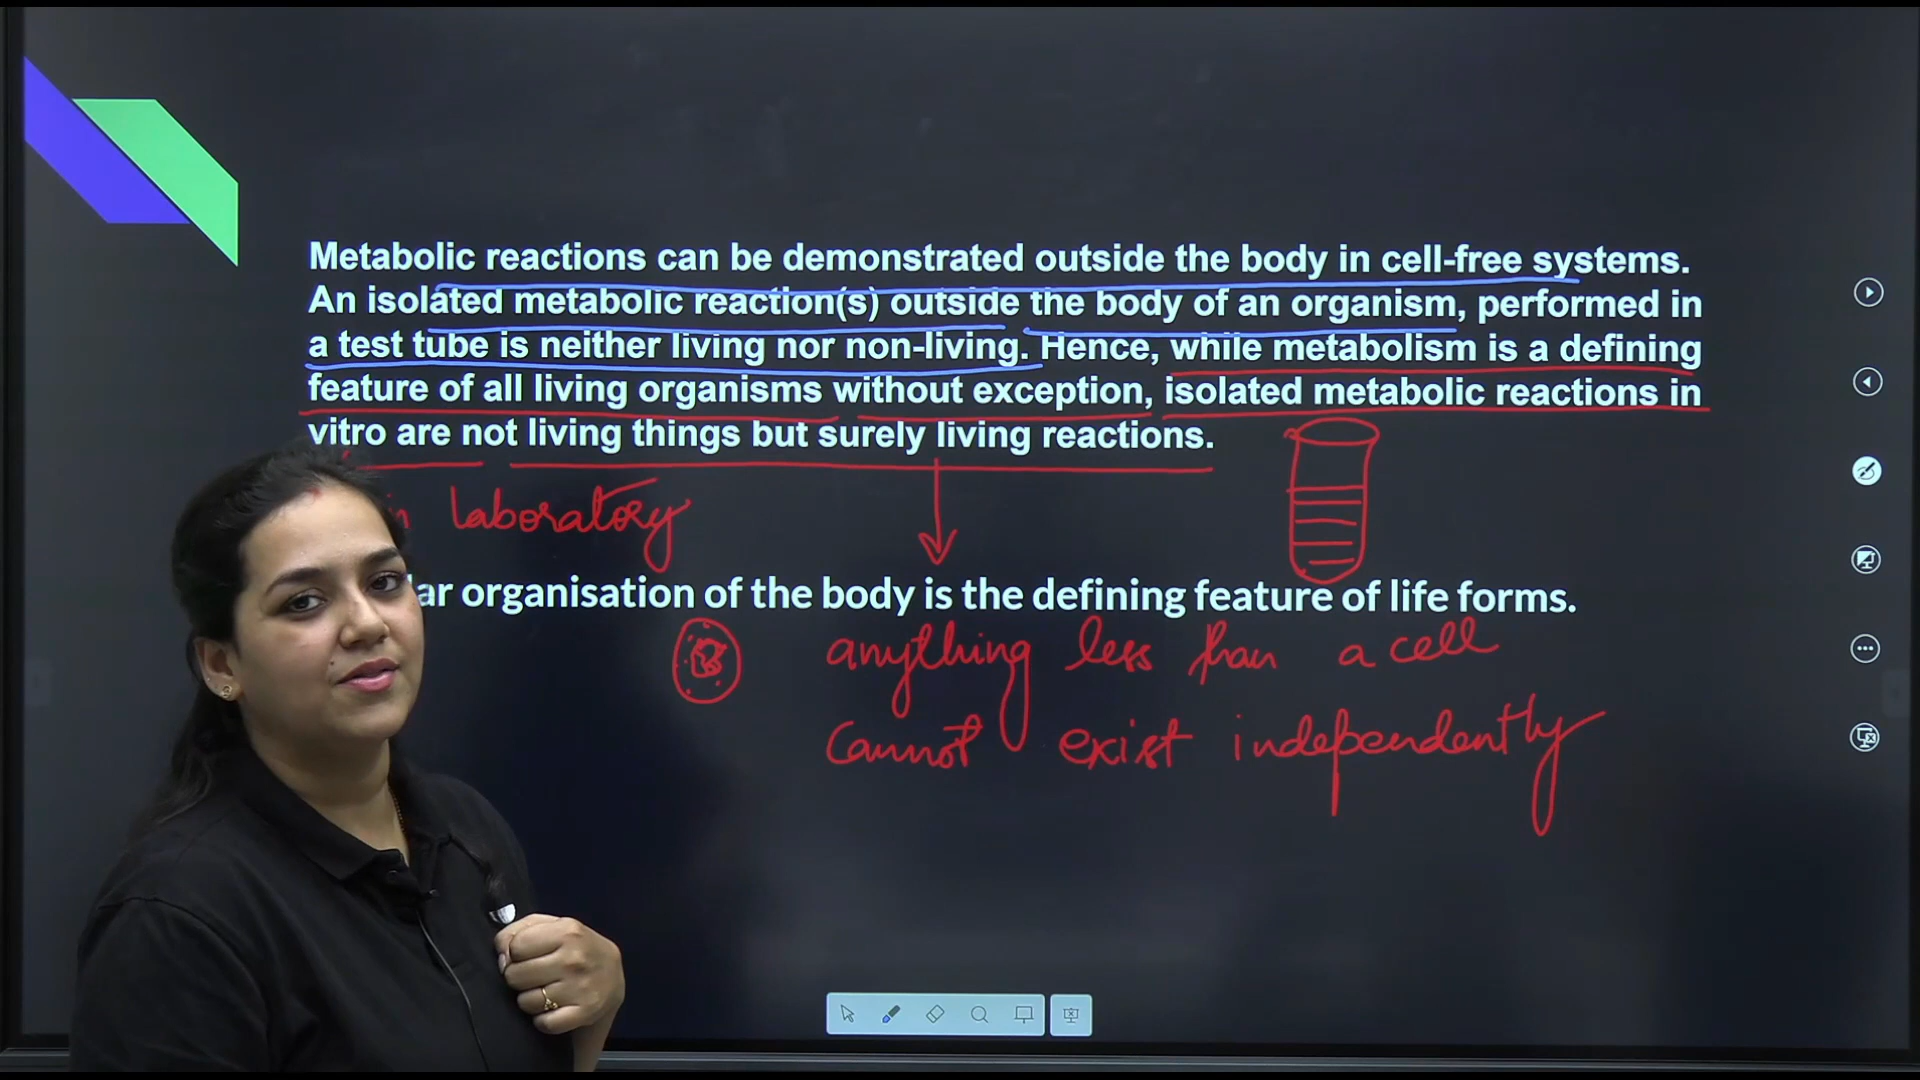 Metabolic reactions can be demonstrated outside the body in cell-free systems.
An isolated metabolic reaction(s) outside the body of an organism, performed in
a test tube is neither living nor non-living. Hence, while metabolism is a defining
feature of all living organisms without exception, isolated metabolic reactions in
vitro are not living things but surely living reactions.
laboratory
organisation of the body is the defining feature of life forms.
anything less than a cell
cannot exist independently